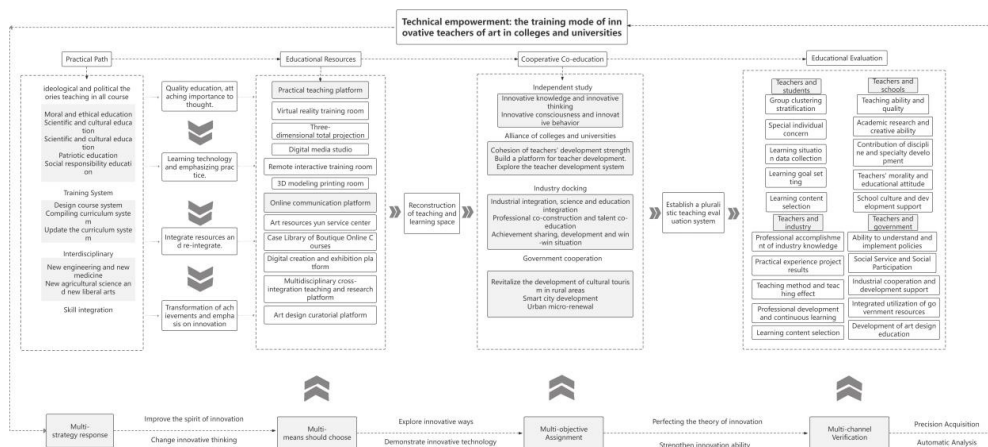 Technical empowerment: the training mode of inn
ovative teachers of art in colleges and universities
Practical Path
Educational Resources
Cooperative Co-education
Educational Evaluation
ideological and political the
ories teaching in all course
Moral and ethical education
Scientific and cultural educa
tion
Scientific and cultural educa
tion
Patriotic education
Social responsibility educati
on
Training System
Design course system
Compiling curriculum syste
m
Update the curriculum syste
m
Interdisciplinary
New engineering and new
medicine
New agricultural science an
d new liberal arts
Skill integration
Quality education, att
aching importance to
thought.
Learning technology
and emphasizing prac
tice.
Integrate resources an
d re-integrate.
Transformation of ach
ievements and empha
sis on innovation
Practical teaching platform
Virtual reality training room
Three-
dimensional total projection
Digital media studio
Remote interactive training room
3D modeling printing room
Online communication platform
Art resources yun service center
Case Library of Boutique Online C
ourses
Digital creation and exhibition pla
tform
Multidisciplinary cross-
integration teaching and research
platform
Art design curatorial platform
Reconstruction
of teaching and
learning space
Independent study
Innovative knowledge and innovative
thinking
Innovative consciousness and innovat
ive behavior
Alliance of colleges and universities
Cohesion of teachers' development strength
Build a platform for teacher development.
Explore the teacher development system
Industry docking
Industrial integration, science and education
integration
Professional co-construction and talent co-
education
Achievement sharing, development and win
-win situation
Government cooperation
Revitalize the development of cultural touris
m in rural areas
Smart city development
Urban micro-renewal
Establish a plurali
stic teaching eval
uation system
Teachers and
students
Group clustering
stratification
Special individual
concern
Learning situatio
n data collection
Learning goal set
ting
Learning content
selection
Teachers and
industry
Professional accomplishme
nt of industry knowledge
Practical experience project
results
Teaching method and teac
hing effect
Professional development
and continuous learning
Learning content selection
Teachers and
schools
Teaching ability and
quality
Academic research and
creative ability
Contribution of discipli
ne and specialty develo
pment
Teachers' morality and
educational attitude
School culture and dev
elopment support
Teachers and
government
Ability to understand and
implement policies
Social Service and Social
Participation
Industrial cooperation and
development support
Integrated utilization of go
vernment resources
Development of art design
education
Multi-
strategy response
Improve the spirit of innovation
Change innovative thinking
Multi-
means should choose
Explore innovative ways
Demonstrate innovative technology
Multi-objective
Assignment
Perfecting the theory of innovation
Strengthen innovation ability
Multi-channel
Verification
Precision Acquisition
Automatic Analysis